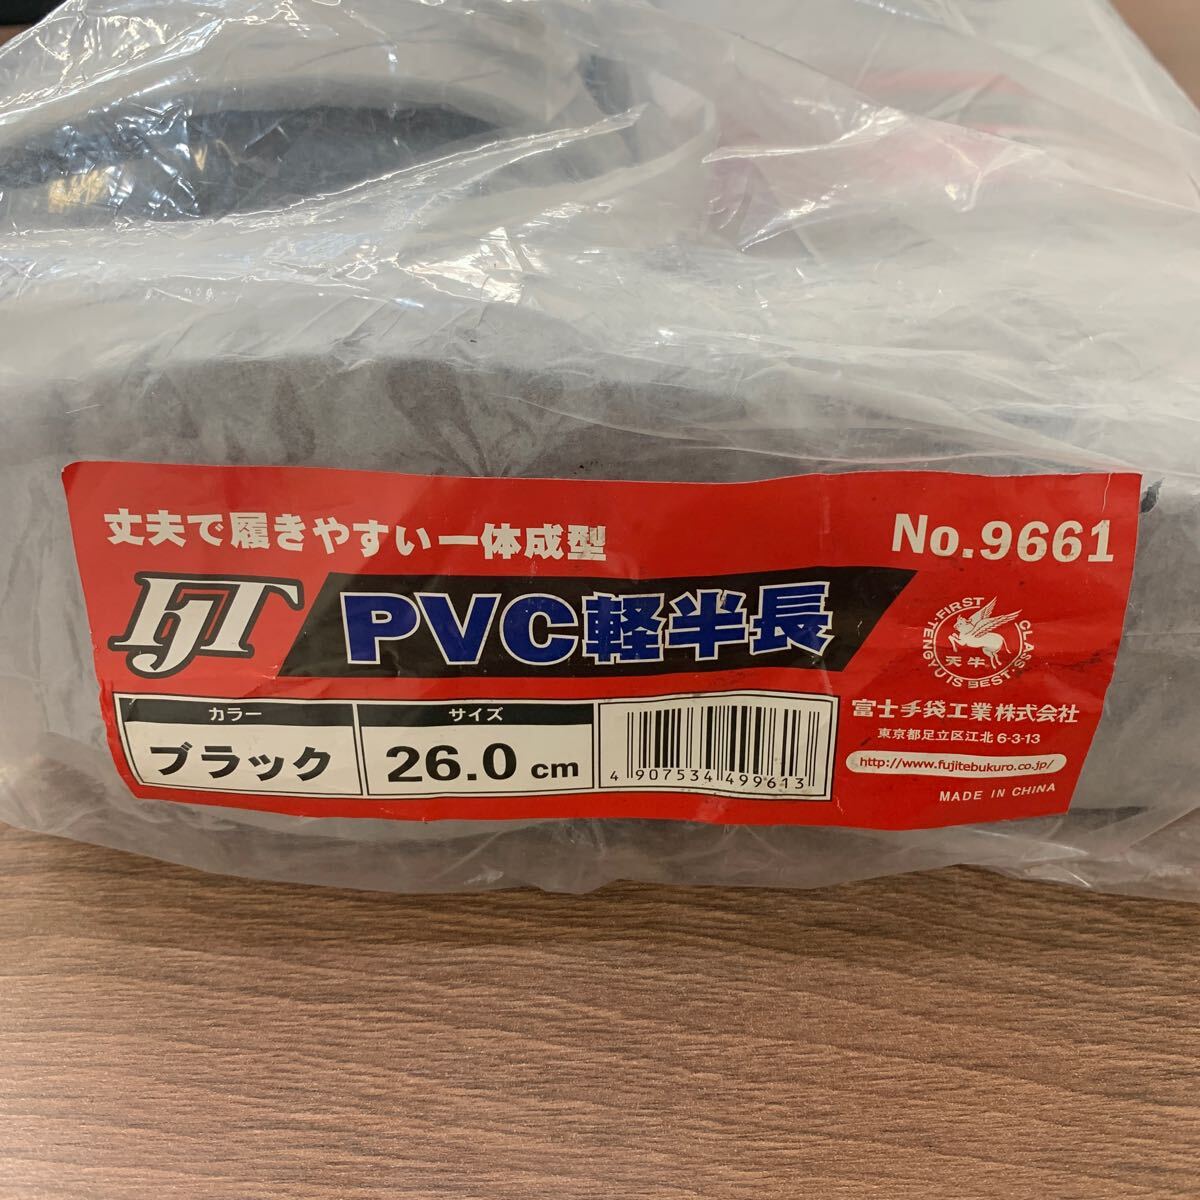 丈夫で履きやすい一体成型
No.9661
FJT
PVC軽半長
FIRST CLASS
TENGYU IS BEST
天牛
カラー
ブラック
サイズ
26.0 cm
4 907534 499613
富士手袋工業株式会社
東京都足立区江北 6-3-13
http://www.fujitebukuro.co.jp/
MADE IN CHINA